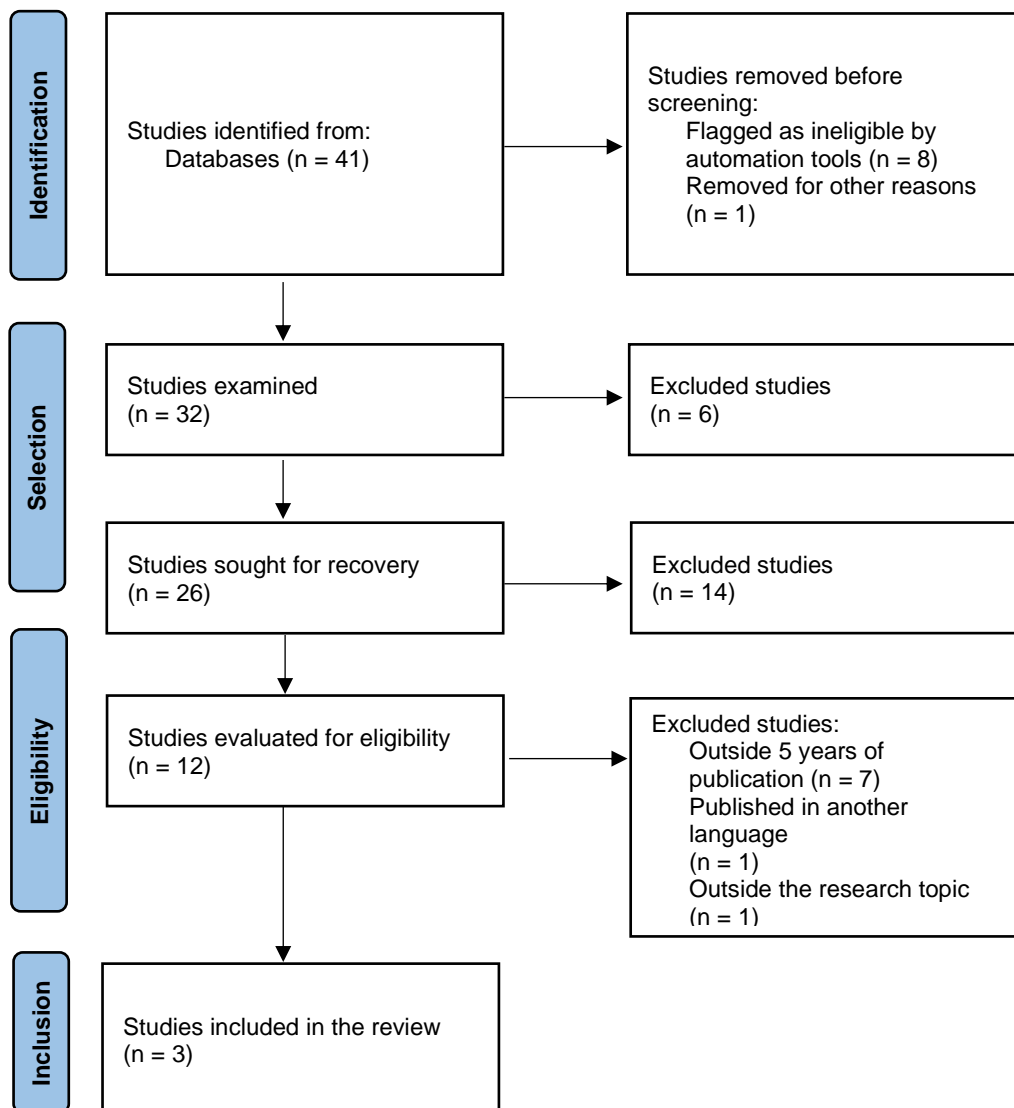 Identification
Studies identified from:
Databases (n = 41)
Studies removed before
screening:
Flagged as ineligible by
automation tools (n = 8)
Removed for other reasons
(n = 1)
Selection
Studies examined
(n = 32)
Excluded studies
(n = 6)
Studies sought for recovery
(n = 26)
Excluded studies
(n = 14)
Eligibility
Studies evaluated for eligibility
(n = 12)
Excluded studies:
Outside 5 years of
publication (n = 7)
Published in another
language
(n = 1)
Outside the research topic
(n = 1)
Inclusion
Studies included in the review
(n = 3)